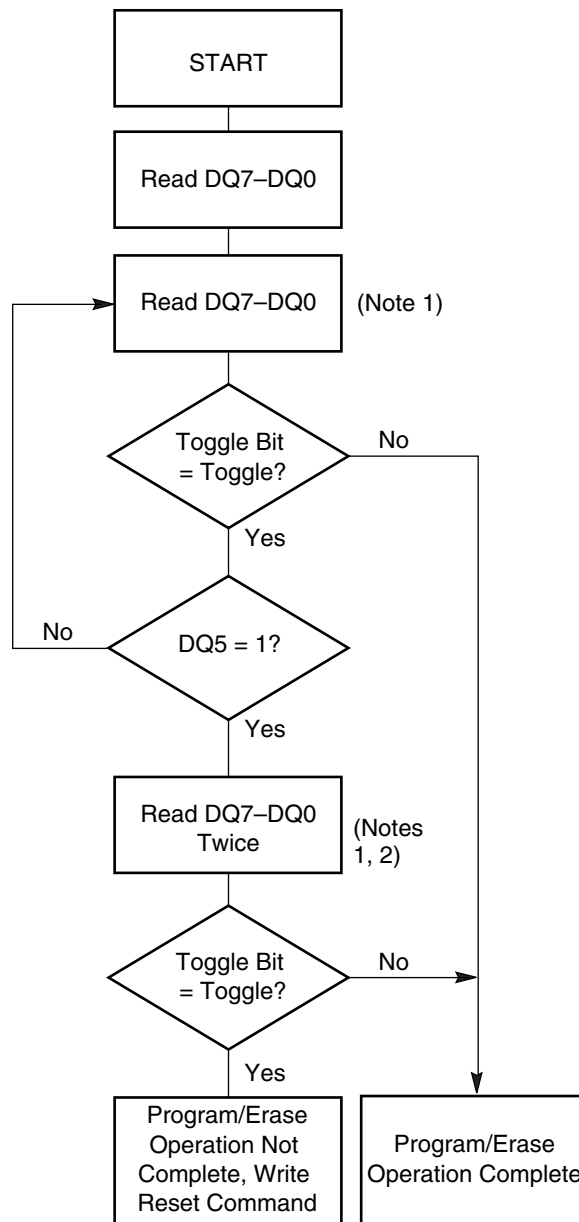 START
Read DQ7–DQ0
Read DQ7–DQ0
(Note 1)
Toggle Bit
= Toggle?
No
Yes
DQ5 = 1?
No
Yes
Read DQ7–DQ0
Twice
(Notes
1, 2)
Toggle Bit
= Toggle?
No
Yes
Program/Erase
Operation Not
Complete, Write
Reset Command
Program/Erase
Operation Complete